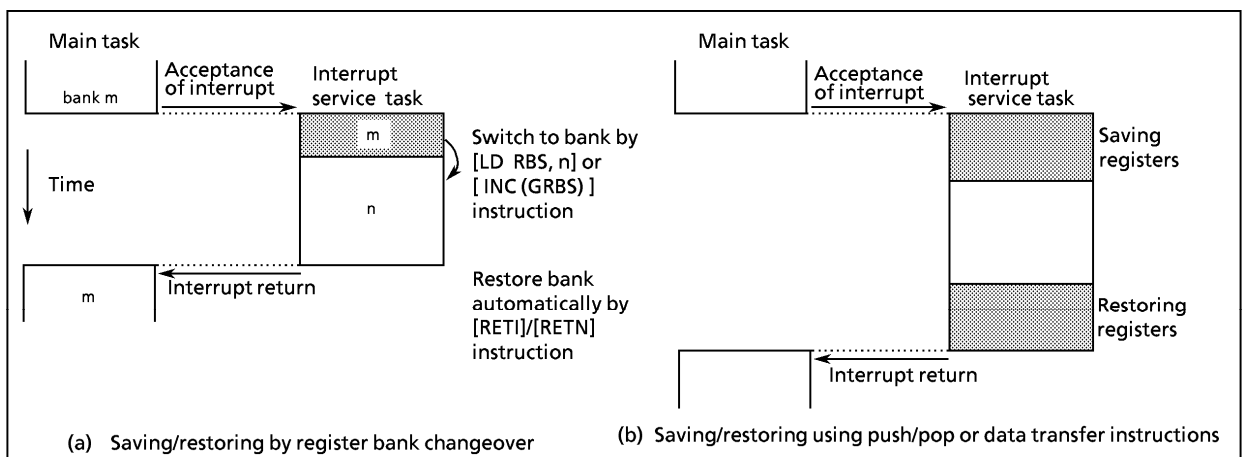 Main task
Acceptance
of interrupt
Interrupt
service task
bank m
m
Switch to bank by
[LD RBS, n] or
[ INC (GRBS) ]
instruction
Time
n
Interrupt return
m
Restore bank
automatically by
[RETI]/[RETN]
instruction
(a) Saving/restoring by register bank changeover
Main task
Acceptance
of interrupt
Interrupt
service task
Saving
registers
Restoring
registers
Interrupt return
(b) Saving/restoring using push/pop or data transfer instructions